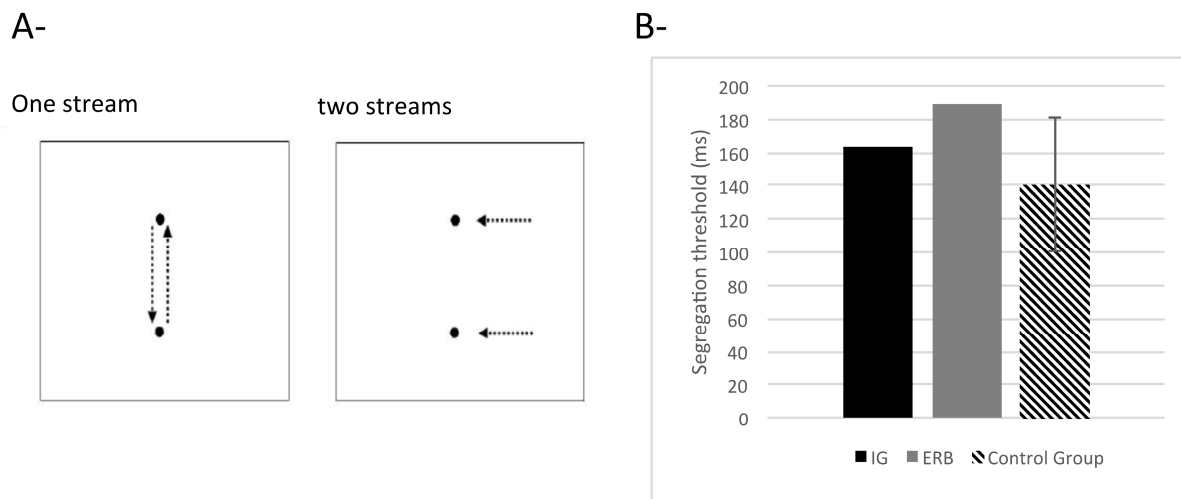 A-
One stream
two streams
B-
Segregation threshold (ms)
200
180
160
140
120
100
80
60
40
20
0
IG ERB Control Group